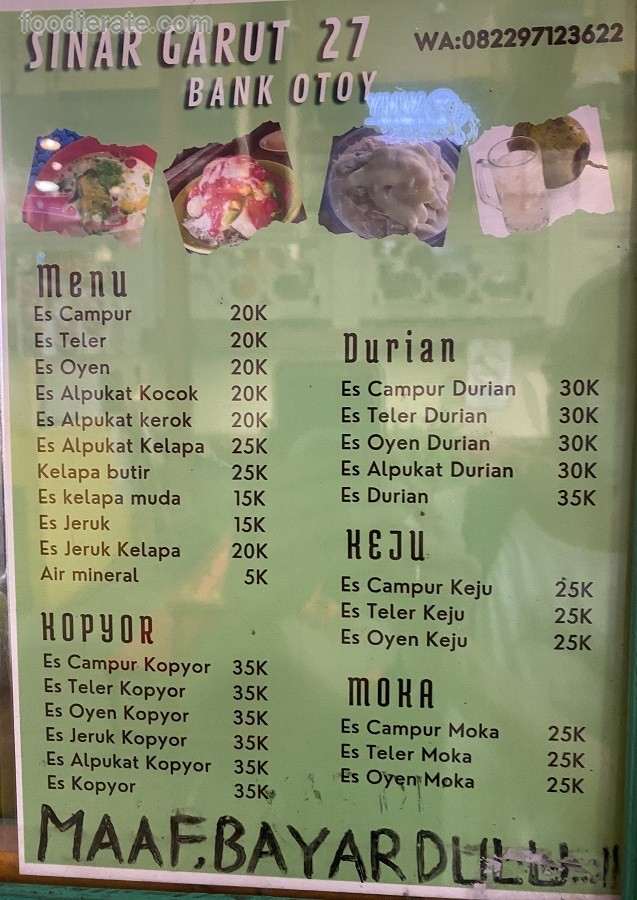 foodierate.com
SINAR GARUT 27
WA:082297123622
BANK OTOY
Menu
Es Campur 20K
Es Teler 20K
Es Oyen 20K
Es Alpukat Kocok 20K
Es Alpukat kerok 20K
Es Alpukat Kelapa 25K
Kelapa butir 25K
Es kelapa muda 15K
Es Jeruk 15K
Es Jeruk Kelapa 20K
Air mineral 5K
KOPYOR
Es Campur Kopyor 35K
Es Teler Kopyor 35K
Es Oyen Kopyor 35K
Es Jeruk Kopyor 35K
Es Alpukat Kopyor 35K
Es Kopyor 35K
Durian
Es Campur Durian 30K
Es Teler Durian 30K
Es Oyen Durian 30K
Es Alpukat Durian 30K
Es Durian 35K
KEJU
Es Campur Keju 25K
Es Teler Keju 25K
Es Oyen Keju 25K
MOKA
Es Campur Moka 25K
Es Teler Moka 25K
Es Oyen Moka 25K
MAAF, BAYAR DULU...!!